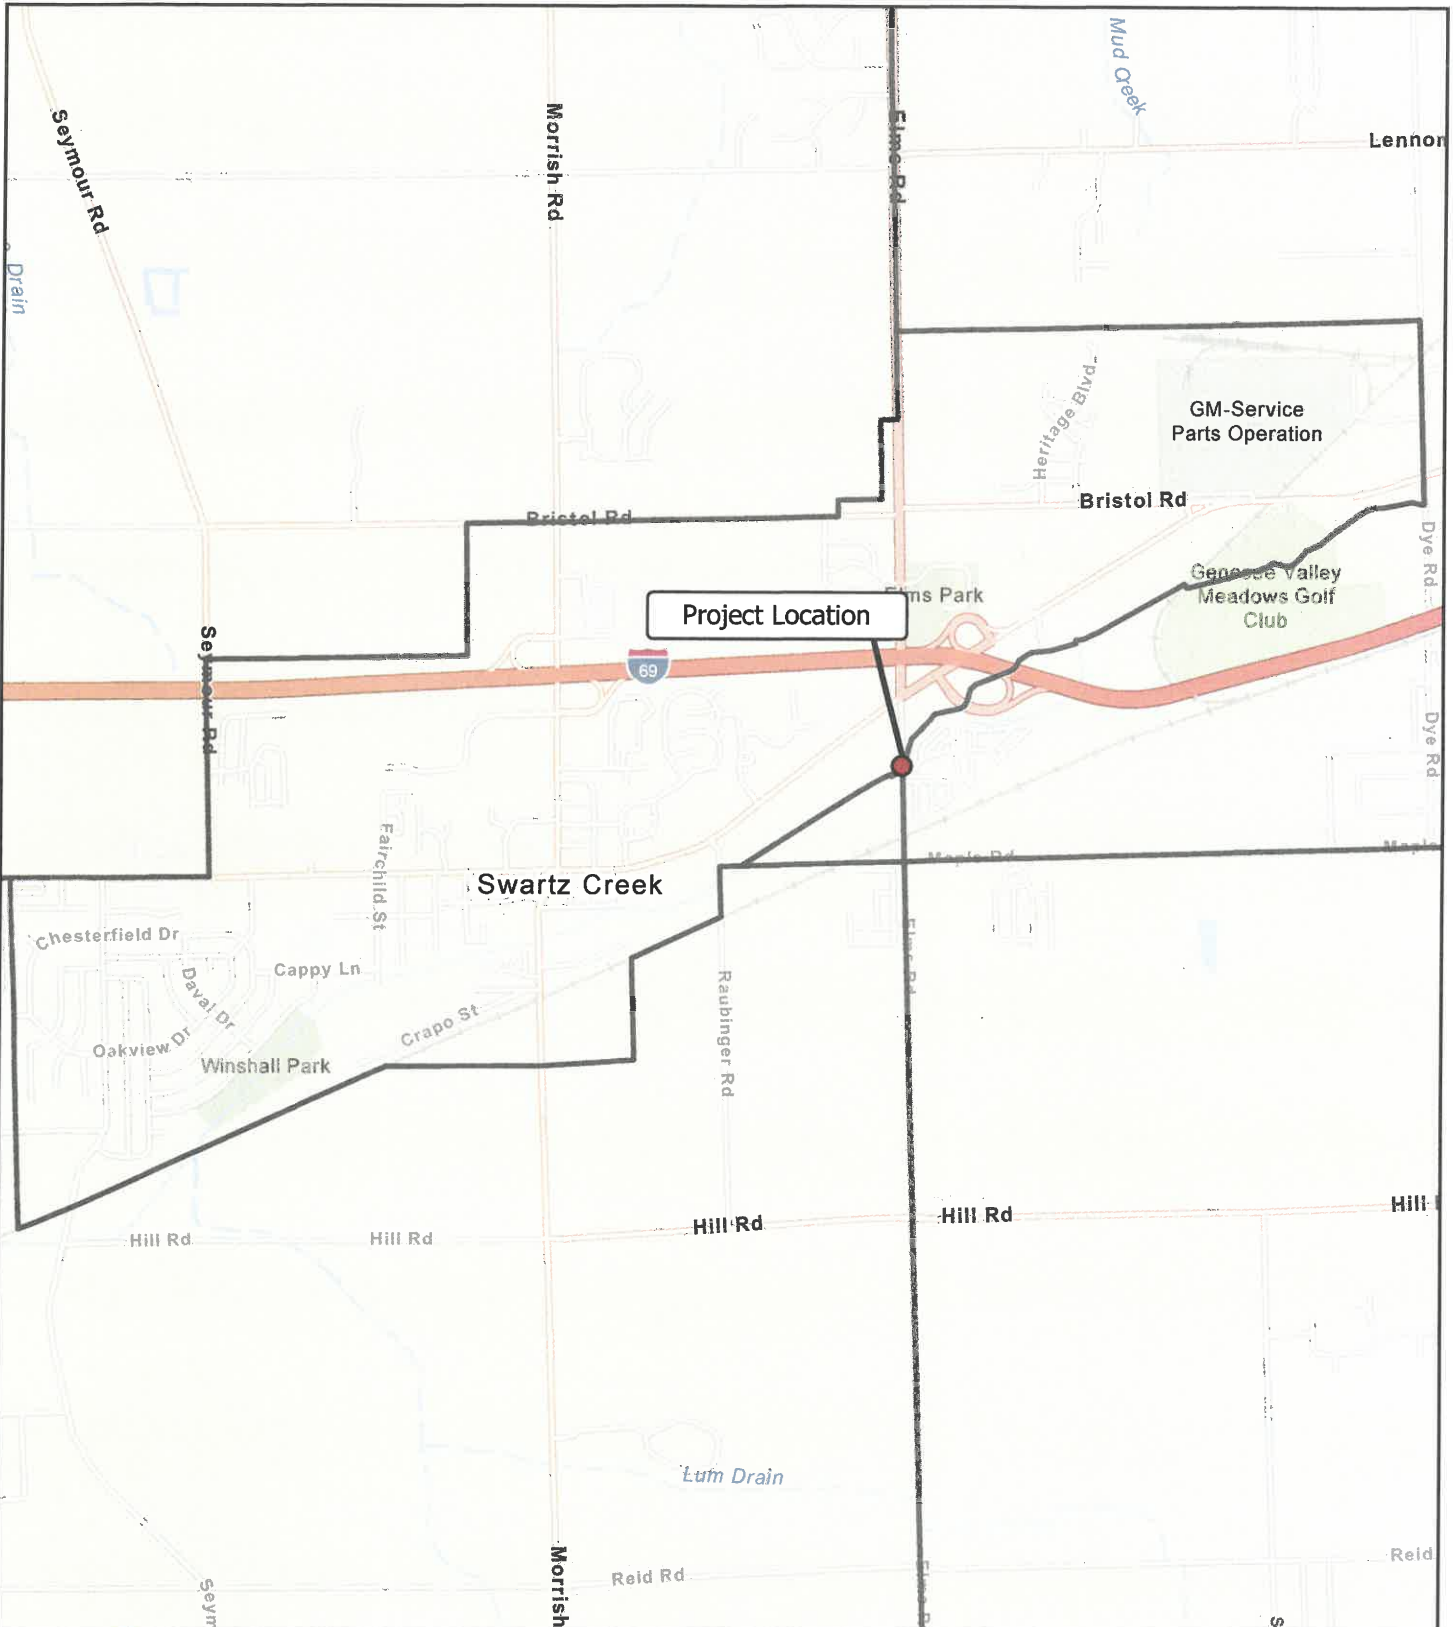 Mud Creek
Seymour Rd
Morrish Rd
Elms Rd
Lennon
Drain
Heritage Blvd
GM-Service
Parts Operation
Bristol Rd
Bristol Rd
Dye Rd
Genesee Valley
Meadows Golf
Club
Elms Park
Project Location
Seymour Rd
69
Dye Rd
Fairchild St
Maple Rd
Maple
Swartz Creek
Chesterfield Dr
Elms Rd
Cappy Ln
Daval Dr
Raubinger Rd
Crapo St
Oakview Dr
Winshall Park
Hill Rd
Hill Rd
Hill Rd
Hill Rd
Hill
Lum Drain
Morrish
Reid Rd
Reid
Seym
Elms R
S